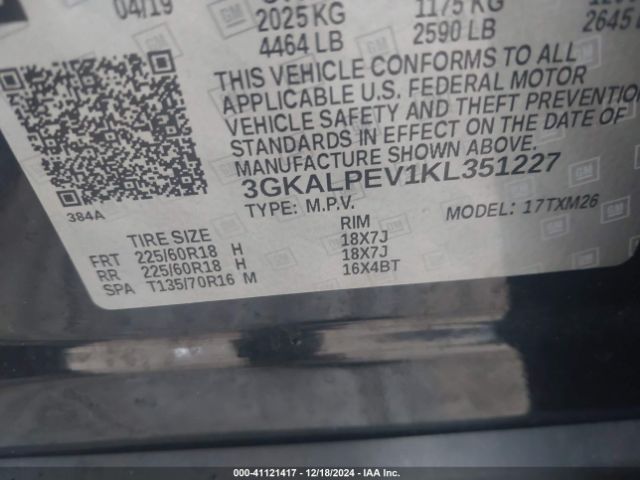 04/19
2025 KG 1175 KG
4464 LB 2590 LB 2645
THIS VEHICLE CONFORMS TO ALL
APPLICABLE U.S. FEDERAL MOTOR
VEHICLE SAFETY AND THEFT PREVENTION
STANDARDS IN EFFECT ON THE DATE OF
MANUFACTURE SHOWN ABOVE.
3GKALPEV1KL351227
TYPE: M.P.V. MODEL: 17TXM26
384A
TIRE SIZE RIM
FRT 225/60R18 H 18X7J
RR 225/60R18 H 18X7J
SPA T135/70R16 M 16X4BT
GM
000-41121417 - 12/18/2024 - IAA Inc.